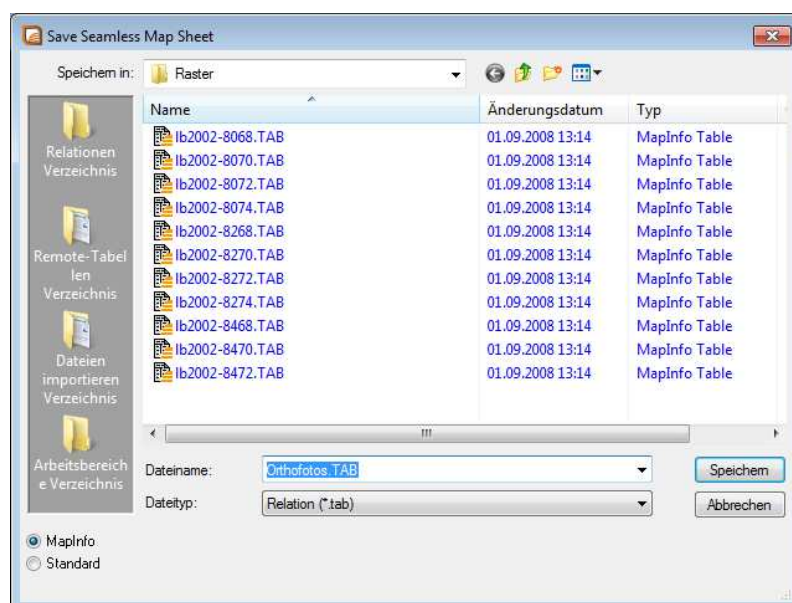 Save Seamless Map Sheet
Speichern in: Raster
Name Änderungsdatum Typ
lb2002-8068.TAB 01.09.2008 13:14 MapInfo Table
lb2002-8070.TAB 01.09.2008 13:14 MapInfo Table
lb2002-8072.TAB 01.09.2008 13:14 MapInfo Table
lb2002-8074.TAB 01.09.2008 13:14 MapInfo Table
lb2002-8268.TAB 01.09.2008 13:14 MapInfo Table
lb2002-8270.TAB 01.09.2008 13:14 MapInfo Table
lb2002-8272.TAB 01.09.2008 13:14 MapInfo Table
lb2002-8274.TAB 01.09.2008 13:14 MapInfo Table
lb2002-8468.TAB 01.09.2008 13:14 MapInfo Table
lb2002-8470.TAB 01.09.2008 13:14 MapInfo Table
lb2002-8472.TAB 01.09.2008 13:14 MapInfo Table
Relationen
Verzeichnis
Remote-Tabel
len
Verzeichnis
Dateien
importieren
Verzeichnis
Arbeitsbereich
e Verzeichnis
Dateiname: Orthofotos.TAB Speichern
Dateityp: Relation (*.tab) Abbrechen
MapInfo
Standard